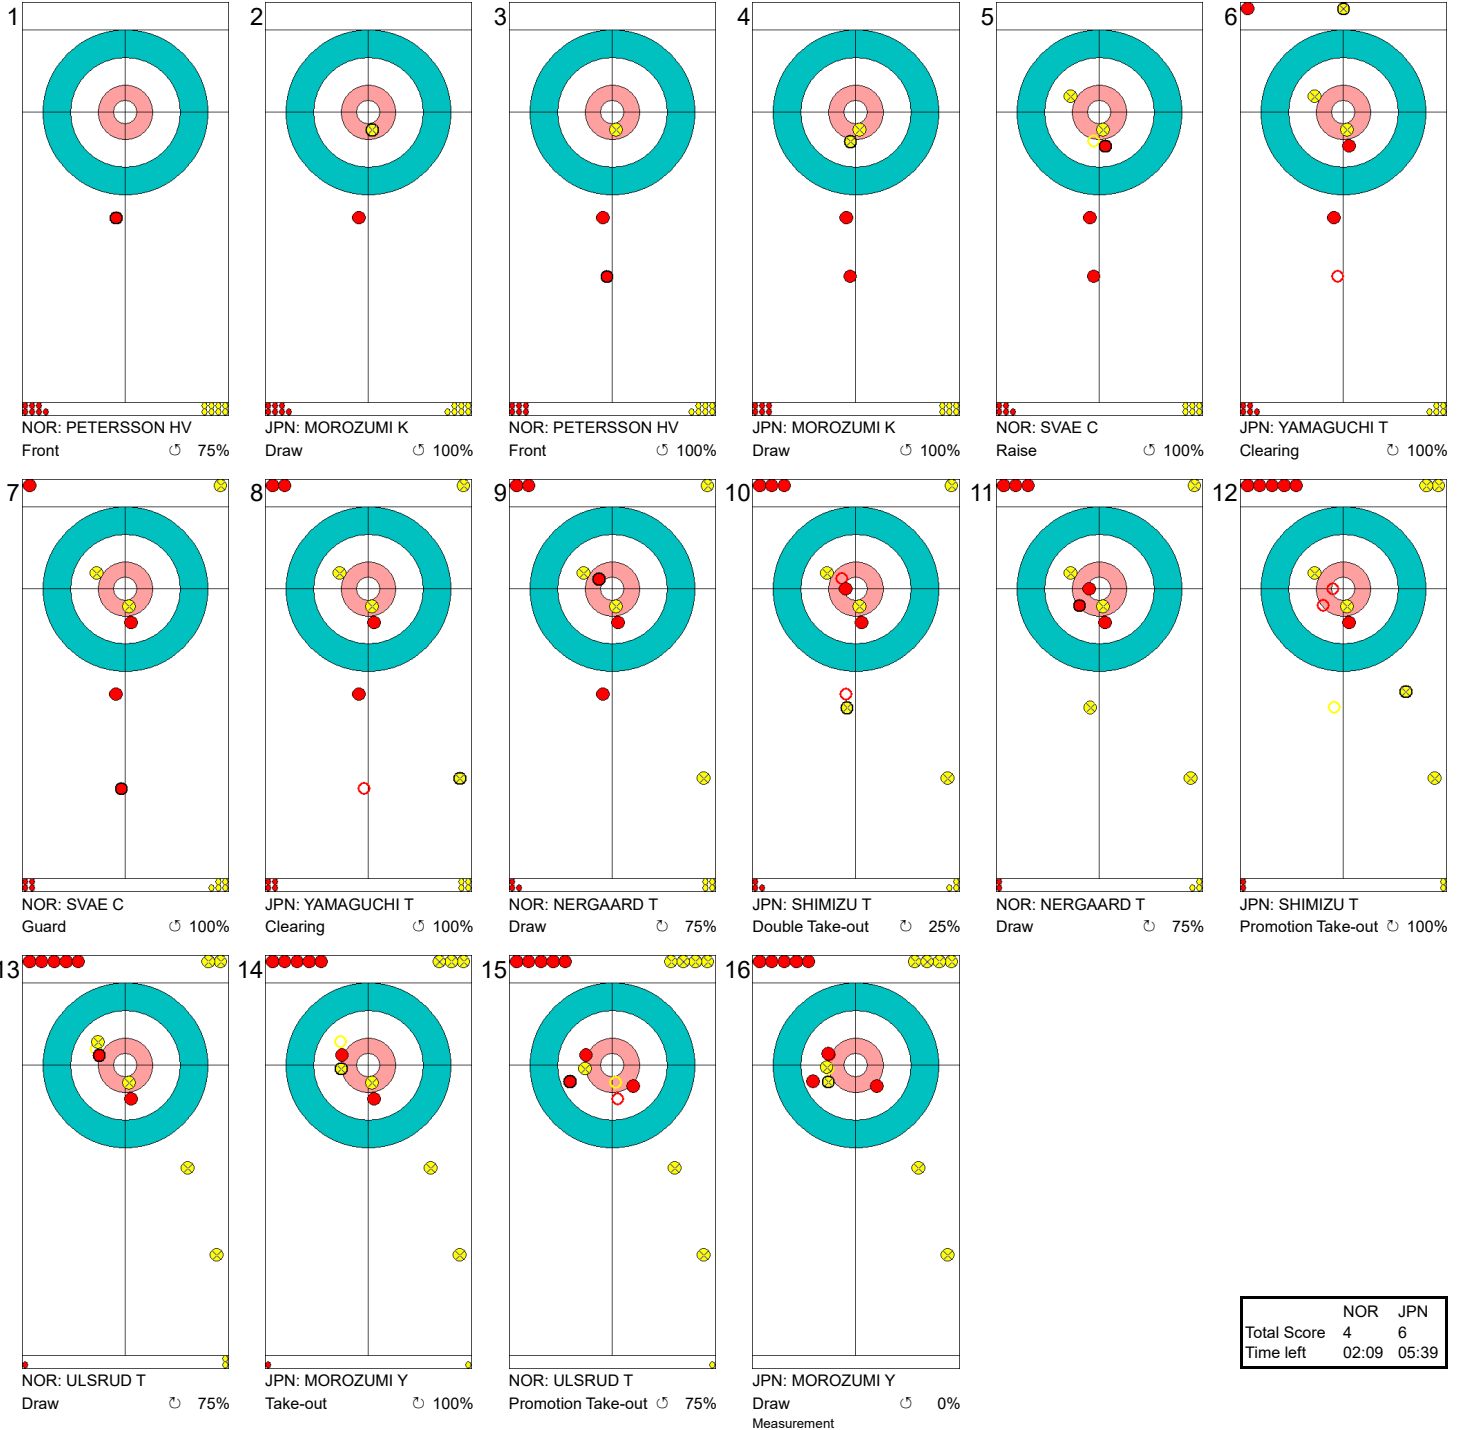 1
2
3
4
5
6
NOR: PETERSSON HV
Front 75%
JPN: MOROZUMI K
Draw 100%
NOR: PETERSSON HV
Front 100%
JPN: MOROZUMI K
Draw 100%
NOR: SVAE C
Raise 100%
JPN: YAMAGUCHI T
Clearing 100%
7
8
9
10
11
12
NOR: SVAE C
Guard 100%
JPN: YAMAGUCHI T
Clearing 100%
NOR: NERGAARD T
Draw 75%
JPN: SHIMIZU T
Double Take-out 25%
NOR: NERGAARD T
Draw 75%
JPN: SHIMIZU T
Promotion Take-out 100%
13
14
15
16
NOR: ULSRUD T
Draw 75%
JPN: MOROZUMI Y
Take-out 100%
NOR: ULSRUD T
Promotion Take-out 75%
JPN: MOROZUMI Y
Draw 0%
Measurement
NOR JPN
Total Score 4 6
Time left 02:09 05:39